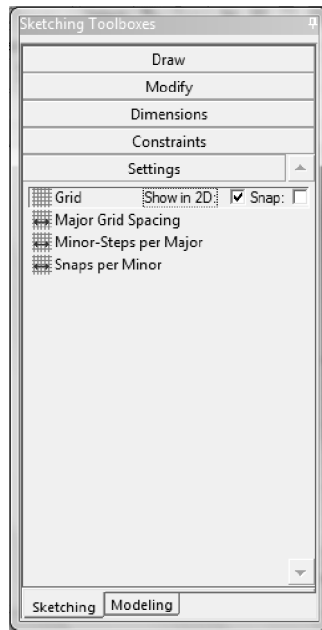 Sketching Toolboxes
Draw
Modify
Dimensions
Constraints
Settings
Grid Show in 2D: Snap:
Major Grid Spacing
Minor-Steps per Major
Snaps per Minor
Sketching Modeling